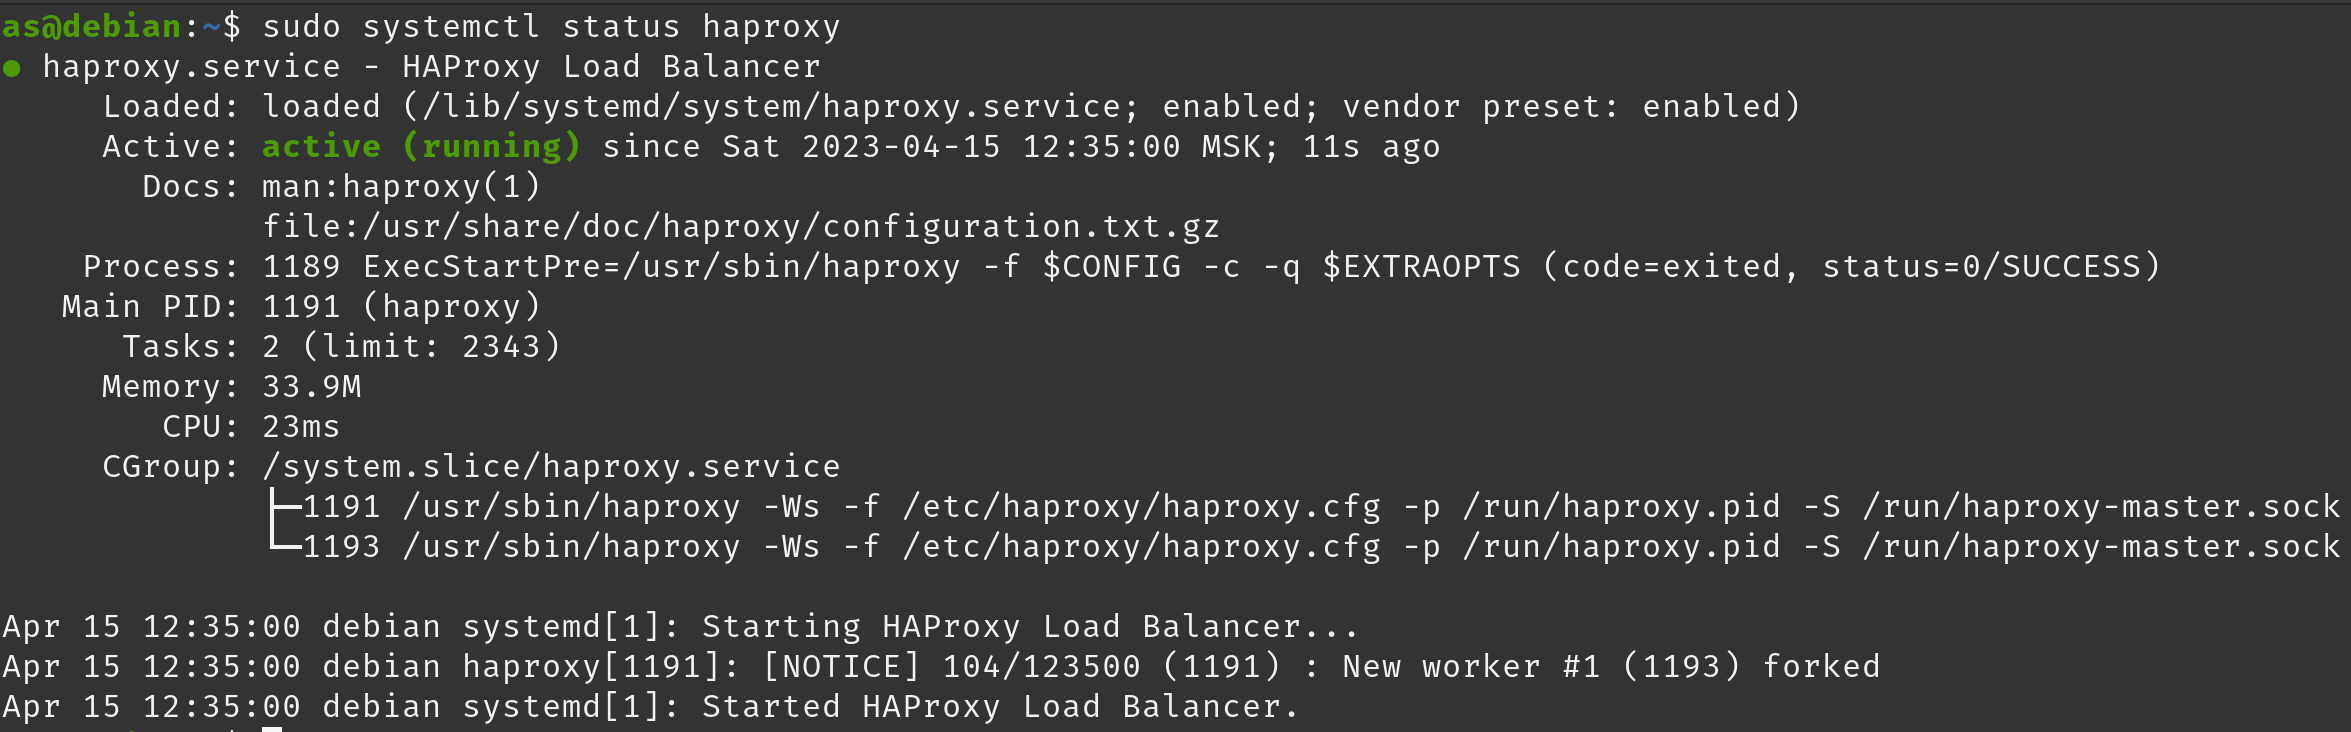 as@debian:~$ sudo systemctl status haproxy
● haproxy.service - HAProxy Load Balancer
     Loaded: loaded (/lib/systemd/system/haproxy.service; enabled; vendor preset: enabled)
     Active: active (running) since Sat 2023-04-15 12:35:00 MSK; 11s ago
       Docs: man:haproxy(1)
             file:/usr/share/doc/haproxy/configuration.txt.gz
    Process: 1189 ExecStartPre=/usr/sbin/haproxy -f $CONFIG -c -q $EXTRAOPTS (code=exited, status=0/SUCCESS)
   Main PID: 1191 (haproxy)
      Tasks: 2 (limit: 2343)
     Memory: 33.9M
        CPU: 23ms
     CGroup: /system.slice/haproxy.service
             ├─1191 /usr/sbin/haproxy -Ws -f /etc/haproxy/haproxy.cfg -p /run/haproxy.pid -S /run/haproxy-master.sock
             └─1193 /usr/sbin/haproxy -Ws -f /etc/haproxy/haproxy.cfg -p /run/haproxy.pid -S /run/haproxy-master.sock

Apr 15 12:35:00 debian systemd[1]: Starting HAProxy Load Balancer...
Apr 15 12:35:00 debian haproxy[1191]: [NOTICE] 104/123500 (1191) : New worker #1 (1193) forked
Apr 15 12:35:00 debian systemd[1]: Started HAProxy Load Balancer.